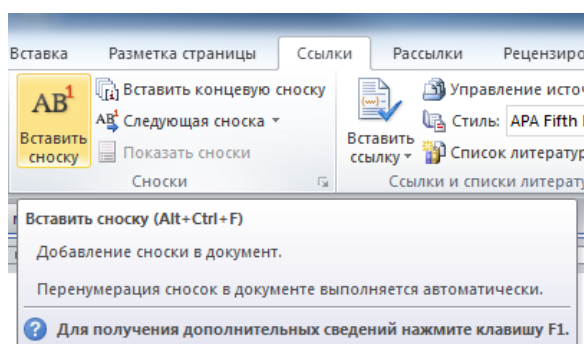 Вставка Разметка страницы Ссылки Рассылки Рецензиро
AB1 Вставить концевую сноску Управление исто
AB1 Следующая сноска Стиль: APA Fifth
Вставить сноску Показать сноски Вставить ссылку Список литератур
Сноски Ссылки и списки литерату
Вставить сноску (Alt+Ctrl+F)
Добавление сноски в документ.
Перенумерация сносок в документе выполняется автоматически.
Для получения дополнительных сведений нажмите клавишу F1.